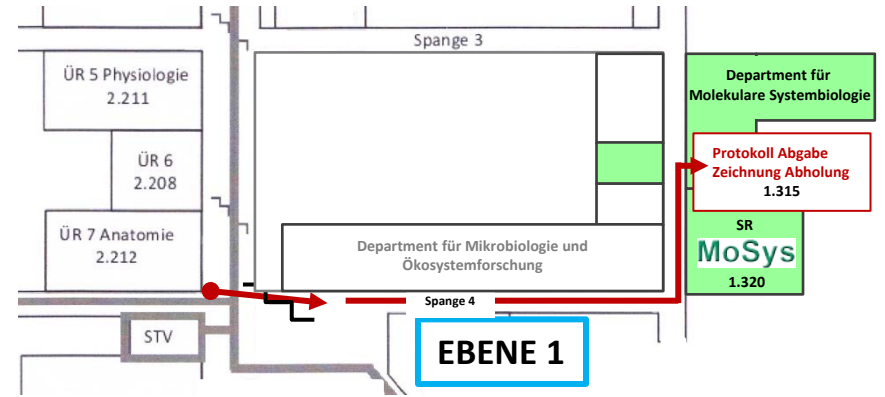 Spange 3
ÜR 5 Physiologie
2.211
ÜR 6
2.208
ÜR 7 Anatomie
2.212
Department für
Molekulare Systembiologie
Protokoll Abgabe
Zeichnung Abholung
1.315
SR
MoSys
1.320
Department für Mikrobiologie und
Ökosystemforschung
Spange 4
STV
EBENE 1